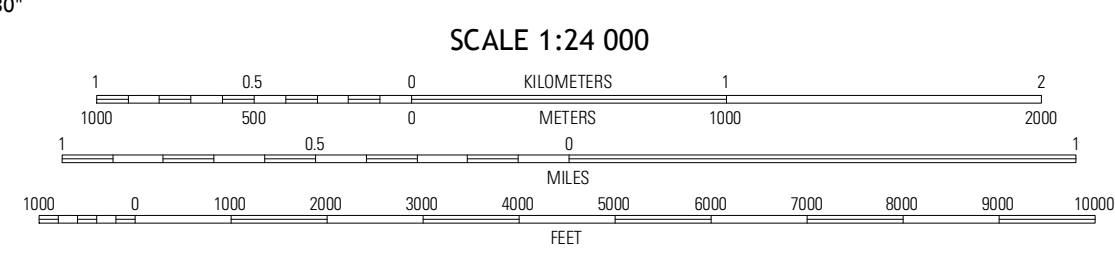 30"
SCALE 1:24 000
1 0.5 0 KILOMETERS 1 2
1000 500 0 METERS 1000 2000
1 0.5 0 1
MILES
1000 0 1000 2000 3000 4000 5000 6000 7000 8000 9000 10000
FEET